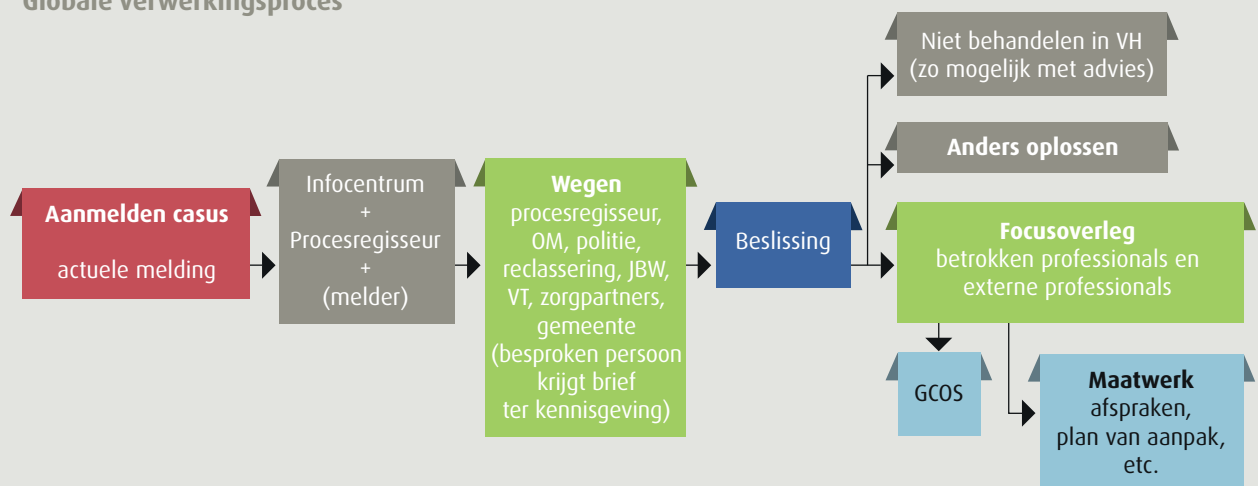 Globale verwerkingsproces
Aanmelden casus
actuele melding
Infocentrum
+
Procesregisseur
+
(melder)
Wegen
procesregisseur,
OM, politie,
reclassering, JBW,
VT, zorgpartners,
gemeente
(besproken persoon
krijgt brief
ter kennisgeving)
Beslissing
Niet behandelen in VH
(zo mogelijk met advies)
Anders oplossen
Focusoverleg
betrokken professionals en
externe professionals
GCOS
Maatwerk
afspraken,
plan van aanpak,
etc.